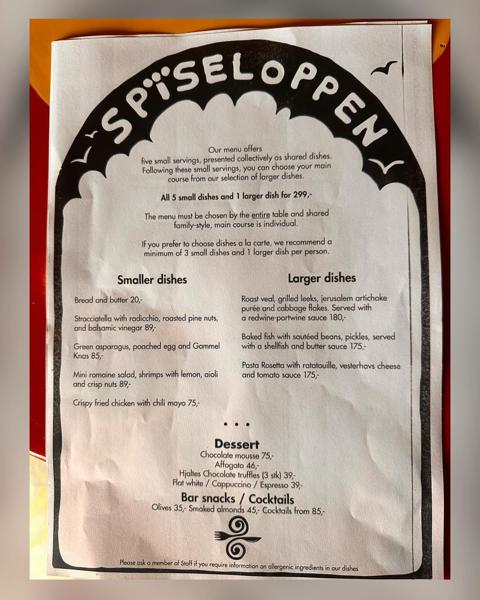 SPÏSELOPPEN
Our menu offers
five small servings, presented collectively as shared dishes.
Following these small servings, you can choose your main
course from our selection of larger dishes.
All 5 small dishes and 1 larger dish for 299,-
The menu must be chosen by the entire table and shared
family-style, main course is individual.
If you prefer to choose dishes a la carte, we recommend a
minimum of 3 small dishes and 1 larger dish per person.
Smaller dishes
Bread and butter 20,-
Stracciatella with radicchio, roasted pine nuts,
and balsamic vinegar 89,-
Green asparagus, poached egg and Gammel
Knas 85,-
Mini romaine salad, shrimps with lemon, aioli
and crisp nuts 89,-
Crispy fried chicken with chili mayo 75,-
Larger dishes
Roast veal, grilled leeks, jerusalem artichoke
purée and cabbage flakes. Served with
a redwine-portwine sauce 180,-
Baked fish with sautéed beans, pickles, served
with a shellfish and butter sauce 175,-
Pasta Rosetta with ratatouille, vesterhavs cheese
and tomato sauce 175,-
Dessert
Chocolate mousse 75,-
Affogato 46,-
Hjaltes Chocolate truffles (3 stk) 39,-
Flat white / Cappuccino / Espresso 39,-
Bar snacks / Cocktails
Olives 35,- Smoked almonds 45,- Cocktails from 85,-
Please ask a member of Staff if you require information on allergenic ingredients in our dishes